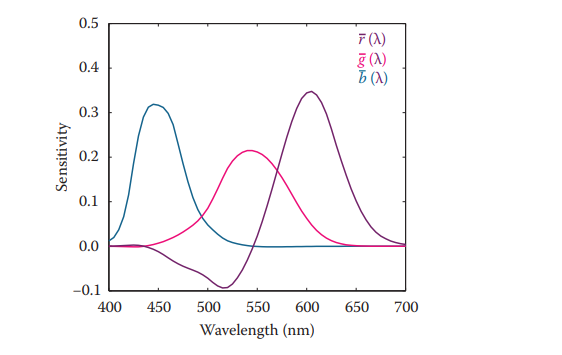 0.5
r̄ (λ)
ḡ (λ)
b̄ (λ)
0.4
0.3
0.2
0.1
0.0
−0.1
Sensitivity
400 450 500 550 600 650 700
Wavelength (nm)